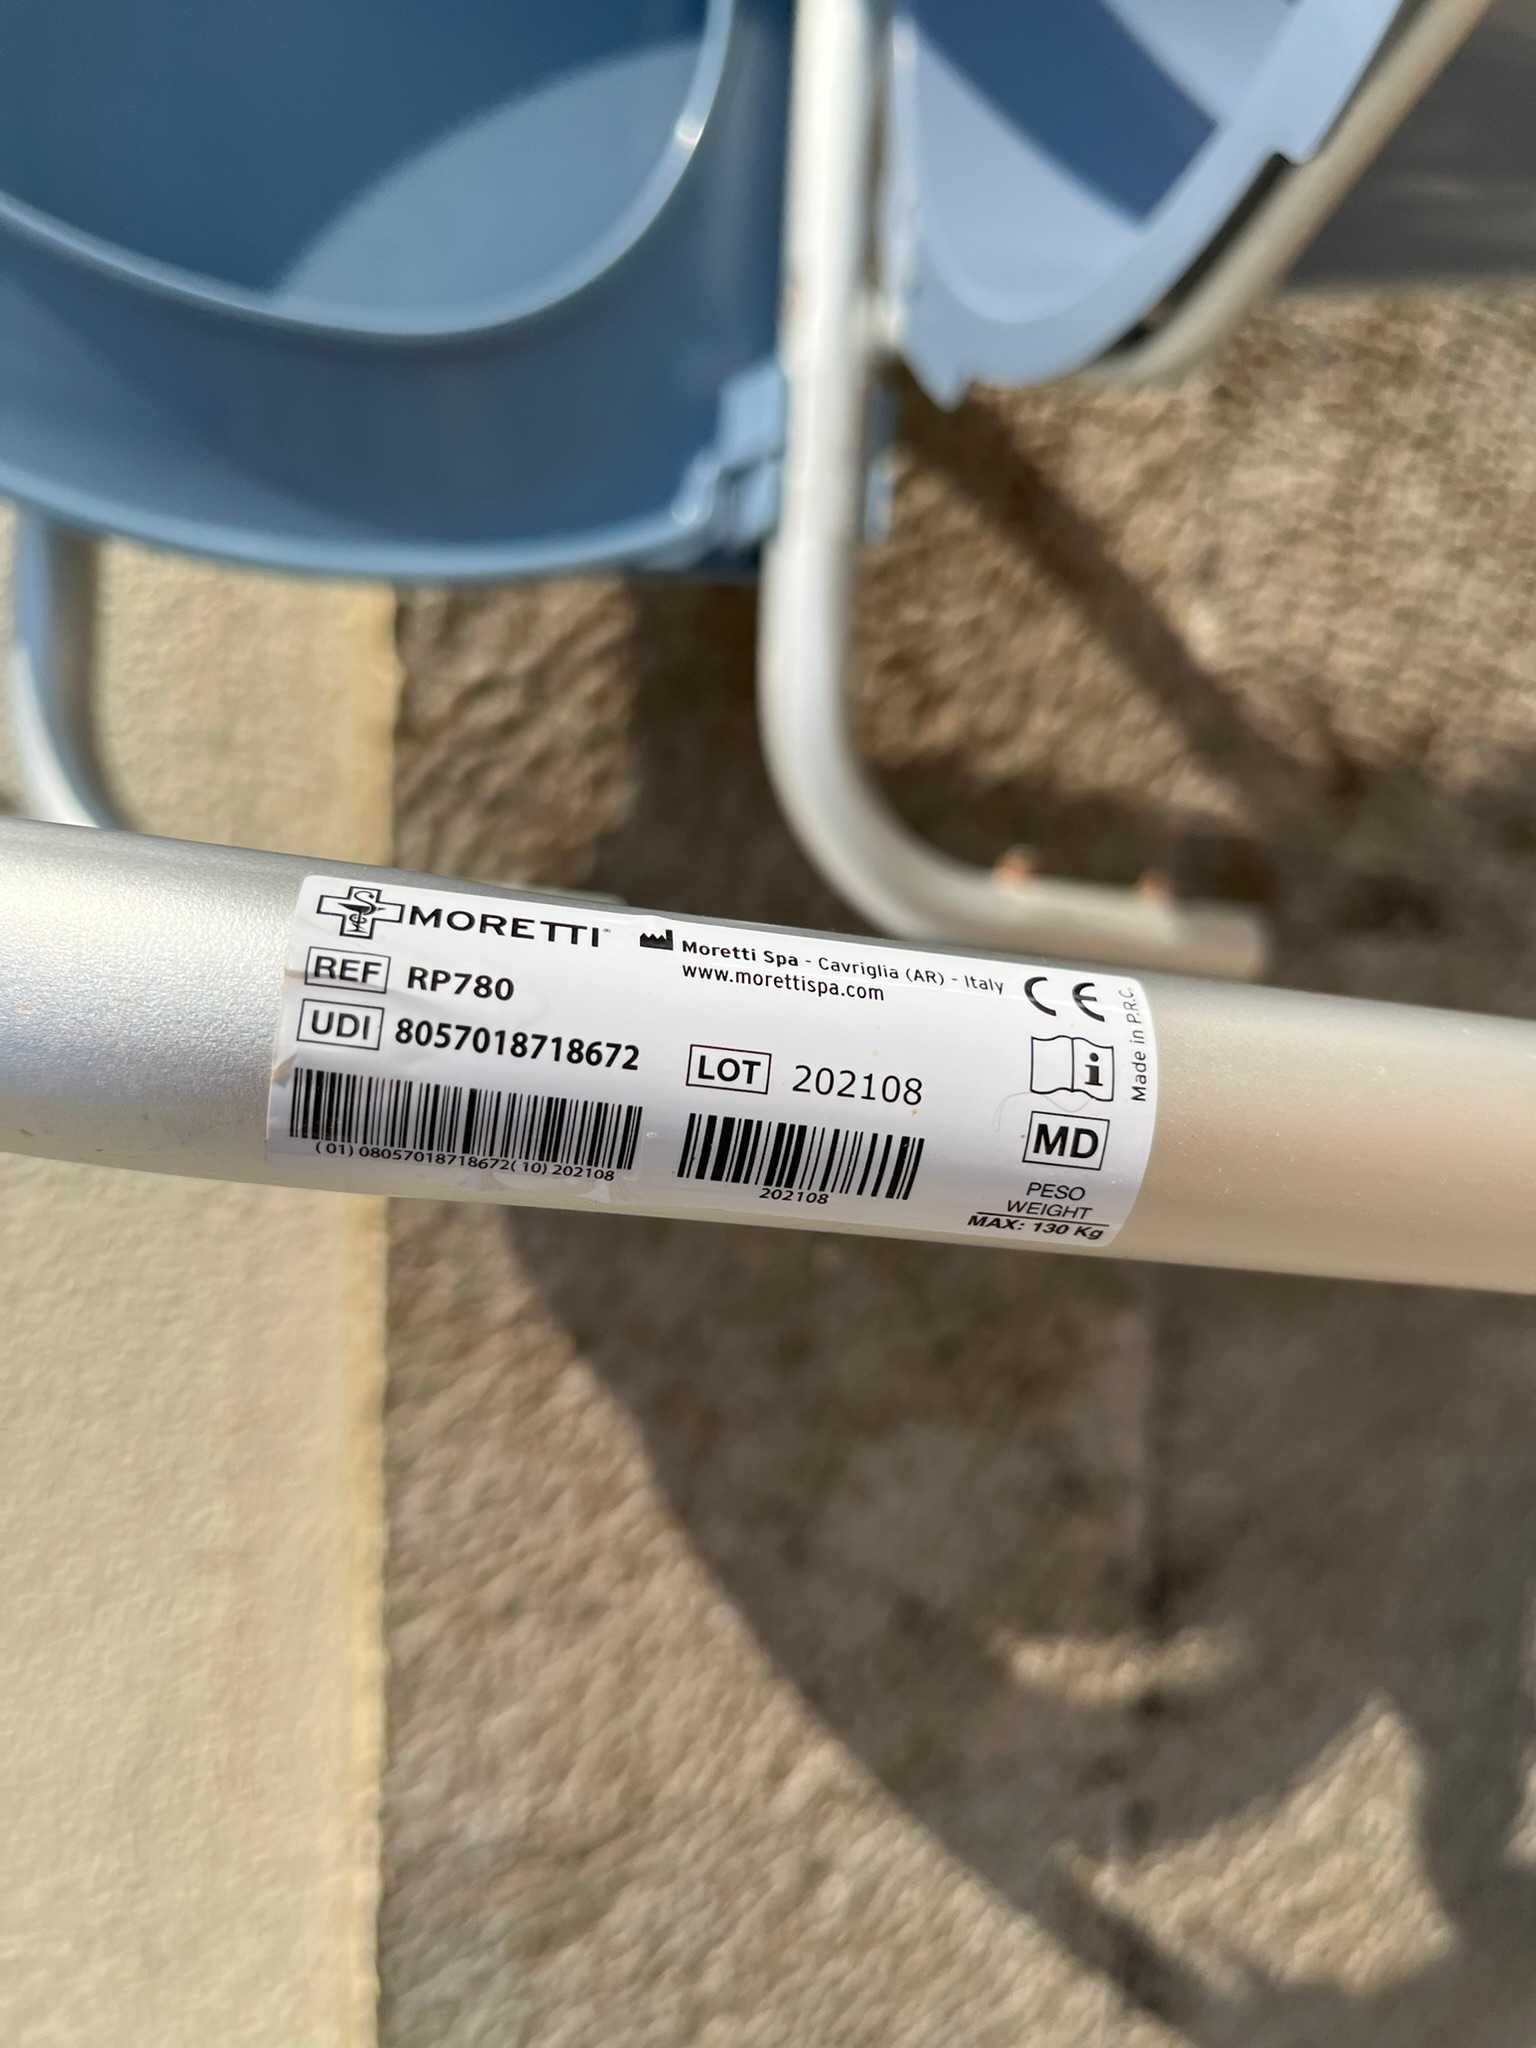 MORETTI
Moretti Spa - Cavriglia (AR) - Italy
www.morettispa.com
REF RP780
UDI 8057018718672
LOT 202108
(01)08057018718672(10)202108
202108
CE
i
Made in P.R.C.
MD
PESO
WEIGHT
MAX: 130 Kg